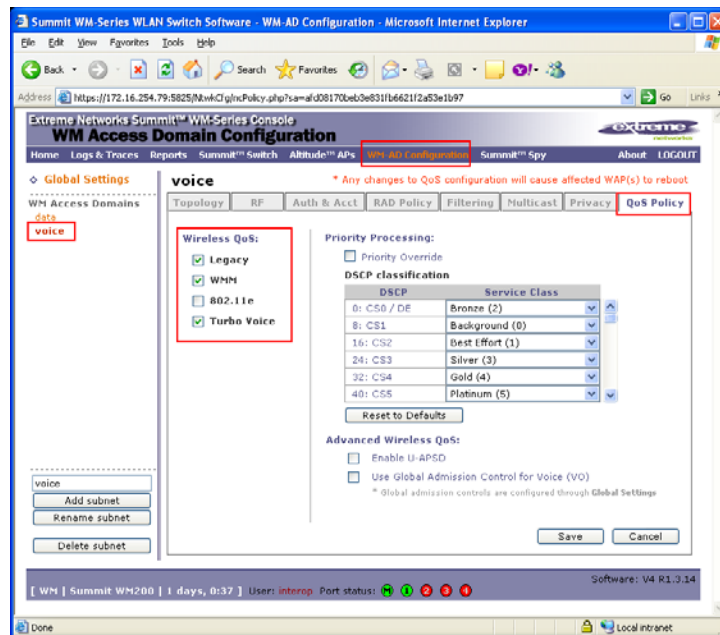 Summit WM-Series WLAN Switch Software - WM-AD Configuration - Microsoft Internet Explorer
File Edit View Favorites Tools Help
Back Search Favorites
Address https://172.16.254.79:5825/NtwkCfg/ncPolicy.php?sa=afd08170beb3e831fb6621f2a53e1b97 Go Links
Extreme Networks Summit™ WM-Series Console
WM Access Domain Configuration
extreme networks
Home Logs & Traces Reports Summit™ Switch Altitude™ APs WM-AD Configuration Summit™ Spy About LOGOUT
Global Settings
voice * Any changes to QoS configuration will cause affected WAP(s) to reboot
WM Access Domains
data
voice
Topology RF Auth & Acct RAD Policy Filtering Multicast Privacy QoS Policy
Wireless QoS:
Legacy
WMM
802.11e
Turbo Voice
Priority Processing:
Priority Override
DSCP classification
DSCP Service Class
0: CS0 / DE Bronze (2)
8: CS1 Background (0)
16: CS2 Best Effort (1)
24: CS3 Silver (3)
32: CS4 Gold (4)
40: CS5 Platinum (5)
Reset to Defaults
Advanced Wireless QoS:
Enable U-APSD
Use Global Admission Control for Voice (VO)
* Global admission controls are configured through Global Settings
voice
Add subnet
Rename subnet
Delete subnet
Save Cancel
[ WM | Summit WM200 | 1 days, 0:37 ] User: interop Port status: M 1 2 3 4
Software: V4 R1.3.14
Done Local intranet